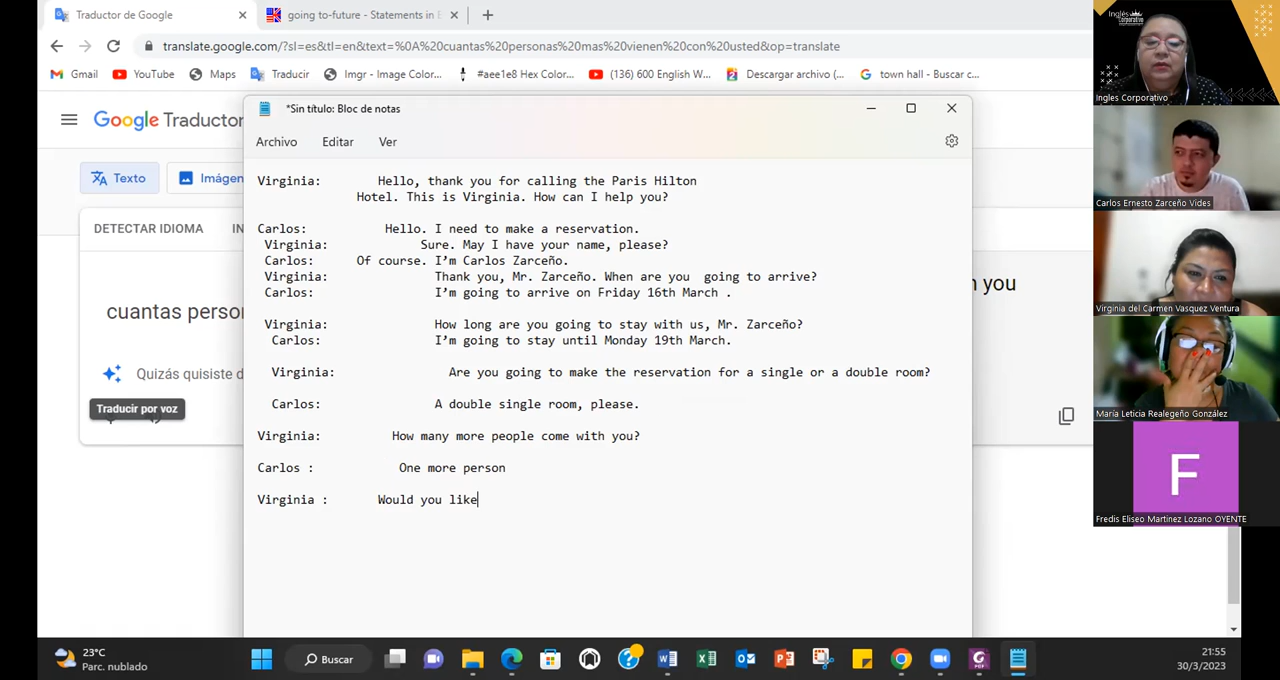 Traductor de Google
going to-future - Statements in E
translate.google.com/?sl=es&tl=en&text=%0A%20cuantas%20personas%20mas%20vienen%20con%20usted&op=translate
Gmail
YouTube
Maps
Traducir
Imgr - Image Color...
#aee1e8 Hex Color...
(136) 600 English W...
Descargar archivo (...
town hall - Buscar c...
Google Traductor
Texto
Imágen
DETECTAR IDIOMA
IN
cuantas person
n you
Quizás quisiste d
Traducir por voz
*Sin título: Bloc de notas
Archivo Editar Ver
Virginia: Hello, thank you for calling the Paris Hilton
Hotel. This is Virginia. How can I help you?
Carlos: Hello. I need to make a reservation.
Virginia: Sure. May I have your name, please?
Carlos: Of course. I'm Carlos Zarceño.
Virginia: Thank you, Mr. Zarceño. When are you going to arrive?
Carlos: I'm going to arrive on Friday 16th March .
Virginia: How long are you going to stay with us, Mr. Zarceño?
Carlos: I'm going to stay until Monday 19th March.
Virginia: Are you going to make the reservation for a single or a double room?
Carlos: A double single room, please.
Virginia: How many more people come with you?
Carlos : One more person
Virginia : Would you like
Inglés Corporativo
Ingles Corporativo
Carlos Ernesto Zarceño Vides
Virginia del Carmen Vasquez Ventura
María Leticia Realegeño González
F
Fredis Eliseo Martinez Lozano OYENTE
23°C
Parc. nublado
Buscar
21:55
30/3/2023